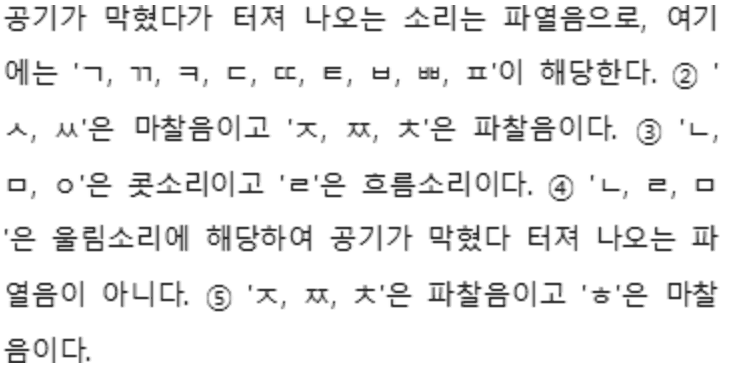 공기가 막혔다가 터져 나오는 소리는 파열음으로, 여기
에는 'ㄱ, ㄲ, ㅋ, ㄷ, ㄸ, ㅌ, ㅂ, ㅃ, ㅍ'이 해당한다. ② '
ㅅ, ㅆ'은 마찰음이고 'ㅈ, ㅉ, ㅊ'은 파찰음이다. ③ 'ㄴ,
ㅁ, ㅇ'은 콧소리이고 'ㄹ'은 흐름소리이다. ④ 'ㄴ, ㄹ, ㅁ
'은 울림소리에 해당하여 공기가 막혔다 터져 나오는 파
열음이 아니다. ⑤ 'ㅈ, ㅉ, ㅊ'은 파찰음이고 'ㅎ'은 마찰
음이다.